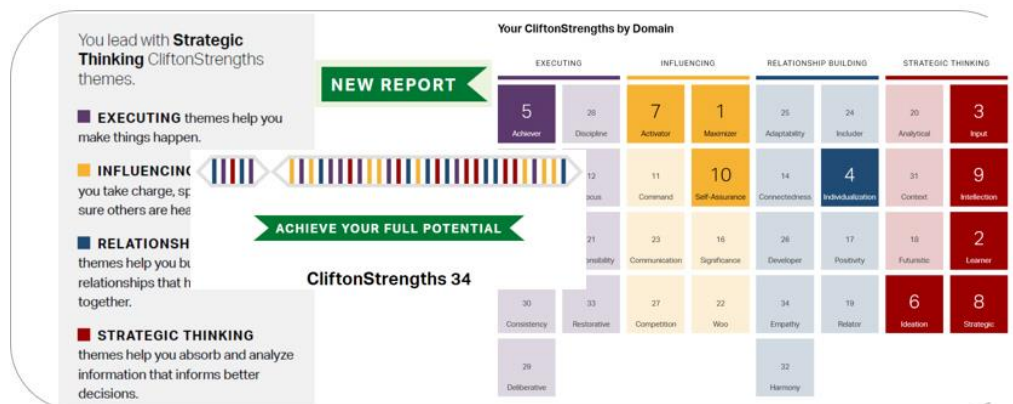 You lead with Strategic
Thinking CliftonStrengths
themes.
EXECUTING themes help you
make things happen.
INFLUENCING
you take charge, sp
sure others are hea
RELATIONSH
themes help you bu
relationships that h
together.
STRATEGIC THINKING
themes help you absorb and analyze
information that informs better
decisions.
NEW REPORT
ACHIEVE YOUR FULL POTENTIAL
CliftonStrengths 34
Your CliftonStrengths by Domain
EXECUTING INFLUENCING RELATIONSHIP BUILDING STRATEGIC THINKING
5 28 7 1 25 24 20 3
Achiever Discipline Activator Maximizer Adaptability Includer Analytical Input
12 11 10 14 4 31 9
ocus Command Self-Assurance Connectedness Individualization Context Intellection
21 23 16 26 17 18 2
onsibility Communication Significance Developer Positivity Futuristic Learner
30 33 27 22 34 19 6 8
Consistency Restorative Competition Woo Empathy Relator Ideation Strategic
29 32
Deliberative Harmony